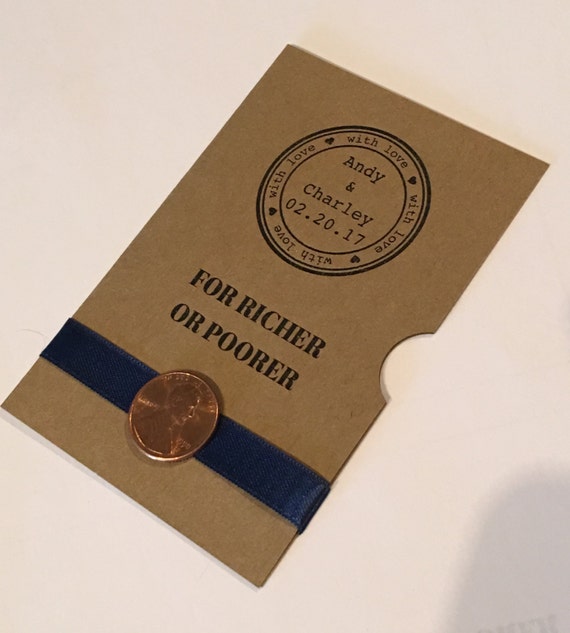 with love ♥ with love ♥ with love ♥ with love ♥
Andy
&
Charley
02.20.17
FOR RICHER
OR POORER